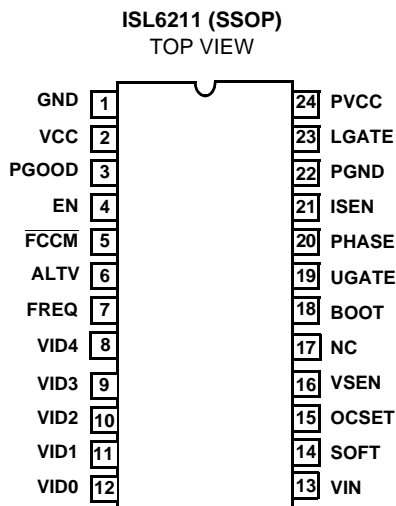 ISL6211 (SSOP)
TOP VIEW
GND 1
VCC 2
PGOOD 3
EN 4
FCCM 5
ALTV 6
FREQ 7
VID4 8
VID3 9
VID2 10
VID1 11
VID0 12
24 PVCC
23 LGATE
22 PGND
21 ISEN
20 PHASE
19 UGATE
18 BOOT
17 NC
16 VSEN
15 OCSET
14 SOFT
13 VIN